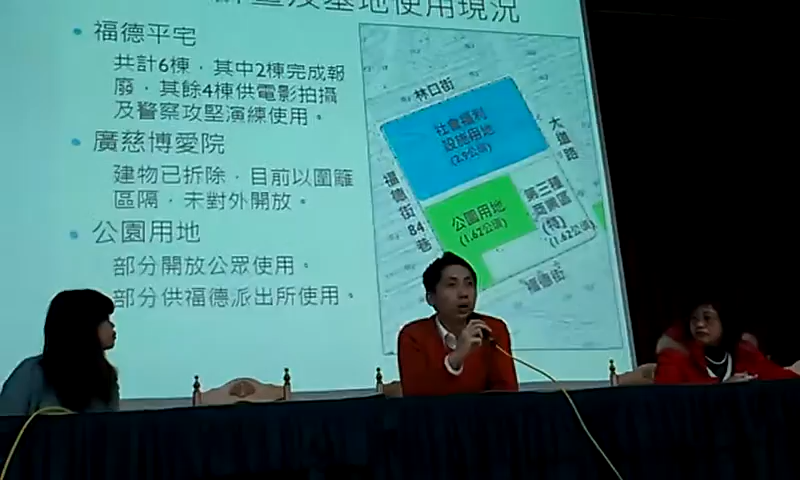 基地使用現況
• 福德平宅
共計6棟，其中2棟完成報
廢，其餘4棟供電影拍攝
及警察攻堅演練使用。
• 廣慈博愛院
建物已拆除，目前以圍籬
區隔，未對外開放。
• 公園用地
部分開放公眾使用。
部分供福德派出所使用。
林口街
社會福利
設施用地
(2.9公頃)
大道路
福德街84巷
公園用地
(1.62公頃)
第三種
商業區
(特)
(1.62公頃)
福德街